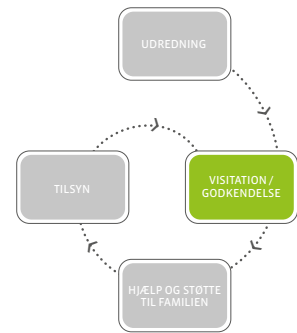 UDREDNING
VISITATION /
GODKENDELSE
TILSYN
HJÆLP OG STØTTE
TIL FAMILIEN